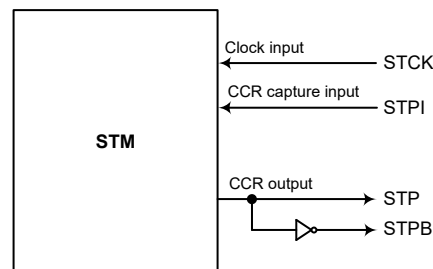 Clock input
STCK
CCR capture input
STPI
STM
CCR output
STP
STPB